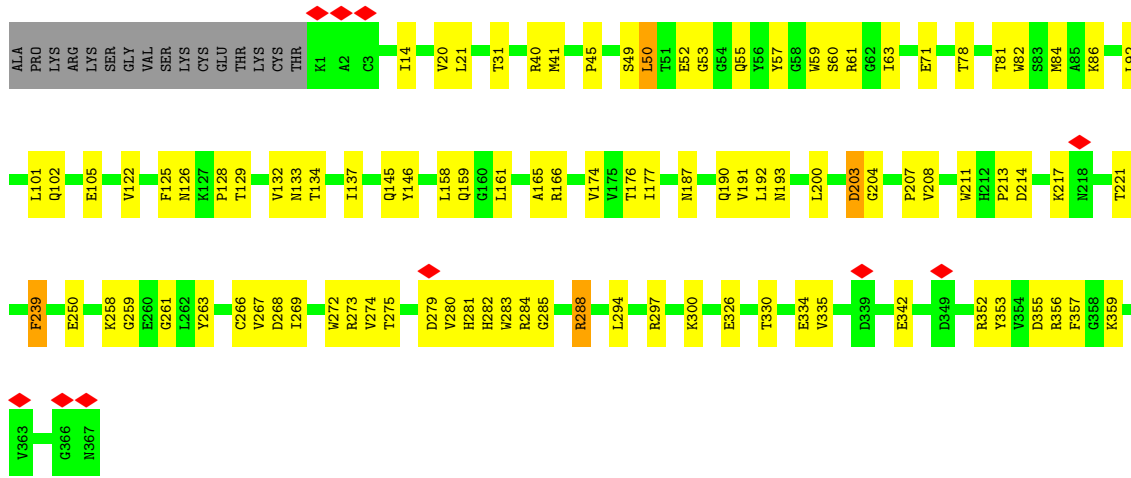 ALA PRO LYS ARG LYS SER GLY VAL SER LYS CYS GLU THR LYS CYS THR K1 A2 C3 I14 V20 L21 T31 R40 M41 P45 S49 L50 T51 E52 G53 G54 Q55 Y56 Y57 G58 W59 S60 R61 G62 I63 E71 T78 T81 W82 S83 M84 A85 K86 L92
L101 Q102 E105 V122 F125 N126 K127 P128 T129 V132 N133 T134 I137 Q145 Y146 L158 Q159 G160 L161 A165 R166 V174 V175 T176 I177 N187 Q190 V191 L192 N193 L200 D203 G204 P207 V208 W211 H212 P213 D214 K217 N218 T221
F239 E250 K258 G259 E260 G261 L262 Y263 C266 V267 D268 I269 W272 R273 V274 T275 D279 V280 H281 H282 W283 R284 G285 R288 L294 R297 K300 E326 T330 E334 V335 D339 E342 D349 R352 Y353 V354 D355 R356 F357 G358 K359
V363 G366 N367